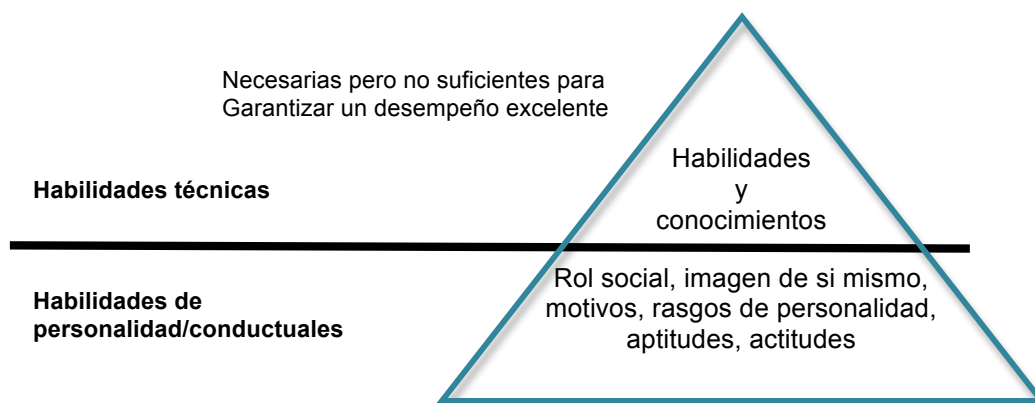 Necesarias pero no suficientes para
Garantizar un desempeño excelente
Habilidades
y
conocimientos
Habilidades técnicas
Rol social, imagen de si mismo,
motivos, rasgos de personalidad,
aptitudes, actitudes
Habilidades de
personalidad/conductuales